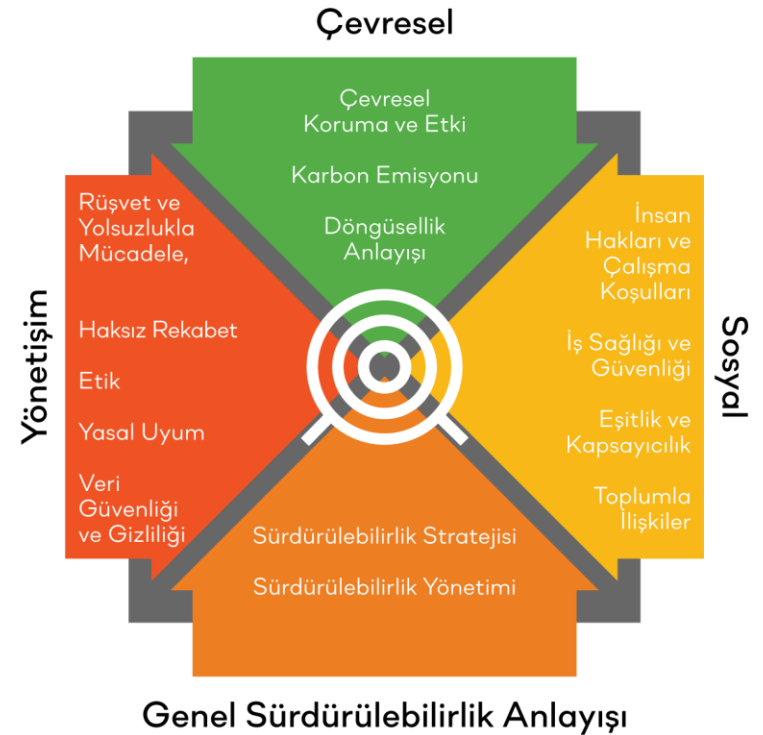 Çevresel
Çevresel
Koruma ve Etki
Karbon Emisyonu
Döngüsellik
Anlayışı
Yönetişim
Rüşvet ve
Yolsuzlukla
Mücadele,
Haksız Rekabet
Etik
Yasal Uyum
Veri
Güvenliği
ve Gizliliği
İnsan
Hakları ve
Çalışma
Koşulları
İş Sağlığı ve
Güvenliği
Eşitlik ve
Kapsayıcılık
Toplumla
İlişkiler
Sosyal
Sürdürülebilirlik Stratejisi
Sürdürülebilirlik Yönetimi
Genel Sürdürülebilirlik Anlayışı